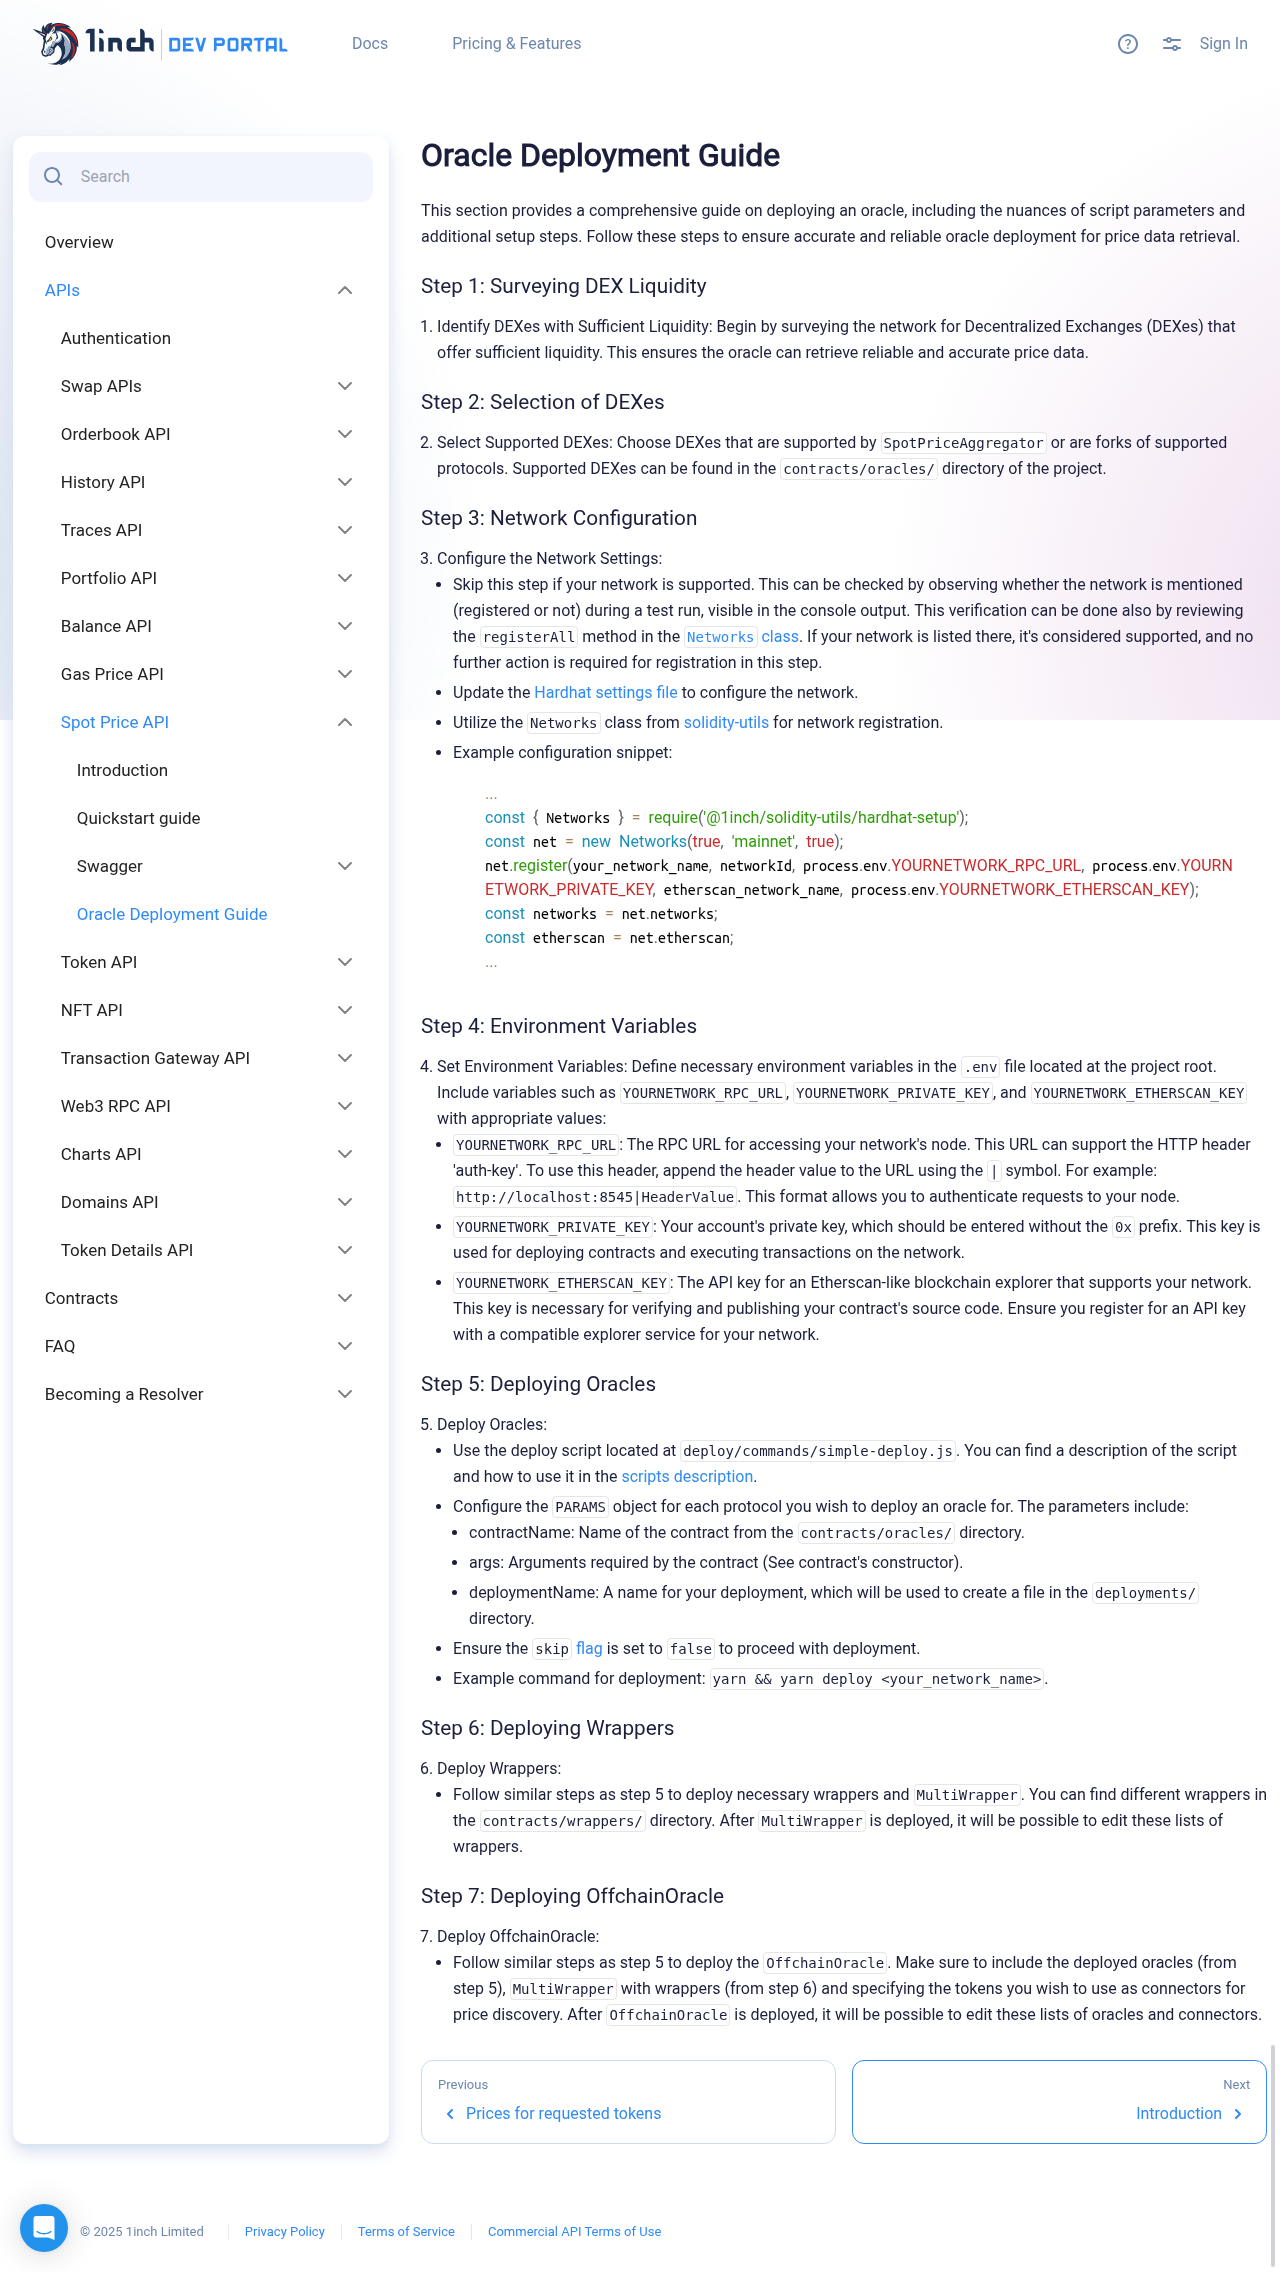 1inch DEV PORTAL
Docs
Pricing & Features
Sign In
Search
Overview
APIs
Authentication
Swap APIs
Orderbook API
History API
Traces API
Portfolio API
Balance API
Gas Price API
Spot Price API
Introduction
Quickstart guide
Swagger
Oracle Deployment Guide
Token API
NFT API
Transaction Gateway API
Web3 RPC API
Charts API
Domains API
Token Details API
Contracts
FAQ
Becoming a Resolver
Oracle Deployment Guide
This section provides a comprehensive guide on deploying an oracle, including the nuances of script parameters and
additional setup steps. Follow these steps to ensure accurate and reliable oracle deployment for price data retrieval.
Step 1: Surveying DEX Liquidity
1. Identify DEXes with Sufficient Liquidity: Begin by surveying the network for Decentralized Exchanges (DEXes) that
offer sufficient liquidity. This ensures the oracle can retrieve reliable and accurate price data.
Step 2: Selection of DEXes
2. Select Supported DEXes: Choose DEXes that are supported by SpotPriceAggregator or are forks of supported
protocols. Supported DEXes can be found in the contracts/oracles/ directory of the project.
Step 3: Network Configuration
3. Configure the Network Settings:
• Skip this step if your network is supported. This can be checked by observing whether the network is mentioned
(registered or not) during a test run, visible in the console output. This verification can be done also by reviewing
the registerAll method in the Networks class. If your network is listed there, it's considered supported, and no
further action is required for registration in this step.
• Update the Hardhat settings file to configure the network.
• Utilize the Networks class from solidity-utils for network registration.
• Example configuration snippet:
...
const { Networks } = require('@1inch/solidity-utils/hardhat-setup');
const net = new Networks(true, 'mainnet', true);
net.register(your_network_name, networkId, process.env.YOURNETWORK_RPC_URL, process.env.YOURN
ETWORK_PRIVATE_KEY, etherscan_network_name, process.env.YOURNETWORK_ETHERSCAN_KEY);
const networks = net.networks;
const etherscan = net.etherscan;
...
Step 4: Environment Variables
4. Set Environment Variables: Define necessary environment variables in the .env file located at the project root.
Include variables such as YOURNETWORK_RPC_URL, YOURNETWORK_PRIVATE_KEY, and YOURNETWORK_ETHERSCAN_KEY
with appropriate values:
• YOURNETWORK_RPC_URL: The RPC URL for accessing your network's node. This URL can support the HTTP header
'auth-key'. To use this header, append the header value to the URL using the | symbol. For example:
http://localhost:8545|HeaderValue. This format allows you to authenticate requests to your node.
• YOURNETWORK_PRIVATE_KEY: Your account's private key, which should be entered without the 0x prefix. This key is
used for deploying contracts and executing transactions on the network.
• YOURNETWORK_ETHERSCAN_KEY: The API key for an Etherscan-like blockchain explorer that supports your network.
This key is necessary for verifying and publishing your contract's source code. Ensure you register for an API key
with a compatible explorer service for your network.
Step 5: Deploying Oracles
5. Deploy Oracles:
• Use the deploy script located at deploy/commands/simple-deploy.js. You can find a description of the script
and how to use it in the scripts description.
• Configure the PARAMS object for each protocol you wish to deploy an oracle for. The parameters include:
• contractName: Name of the contract from the contracts/oracles/ directory.
• args: Arguments required by the contract (See contract's constructor).
• deploymentName: A name for your deployment, which will be used to create a file in the deployments/
directory.
• Ensure the skip flag is set to false to proceed with deployment.
• Example command for deployment: yarn && yarn deploy <your_network_name>.
Step 6: Deploying Wrappers
6. Deploy Wrappers:
• Follow similar steps as step 5 to deploy necessary wrappers and MultiWrapper. You can find different wrappers in
the contracts/wrappers/ directory. After MultiWrapper is deployed, it will be possible to edit these lists of
wrappers.
Step 7: Deploying OffchainOracle
7. Deploy OffchainOracle:
• Follow similar steps as step 5 to deploy the OffchainOracle. Make sure to include the deployed oracles (from
step 5), MultiWrapper with wrappers (from step 6) and specifying the tokens you wish to use as connectors for
price discovery. After OffchainOracle is deployed, it will be possible to edit these lists of oracles and connectors.
Previous
Prices for requested tokens
Next
Introduction
© 2025 1inch Limited
Privacy Policy
Terms of Service
Commercial API Terms of Use